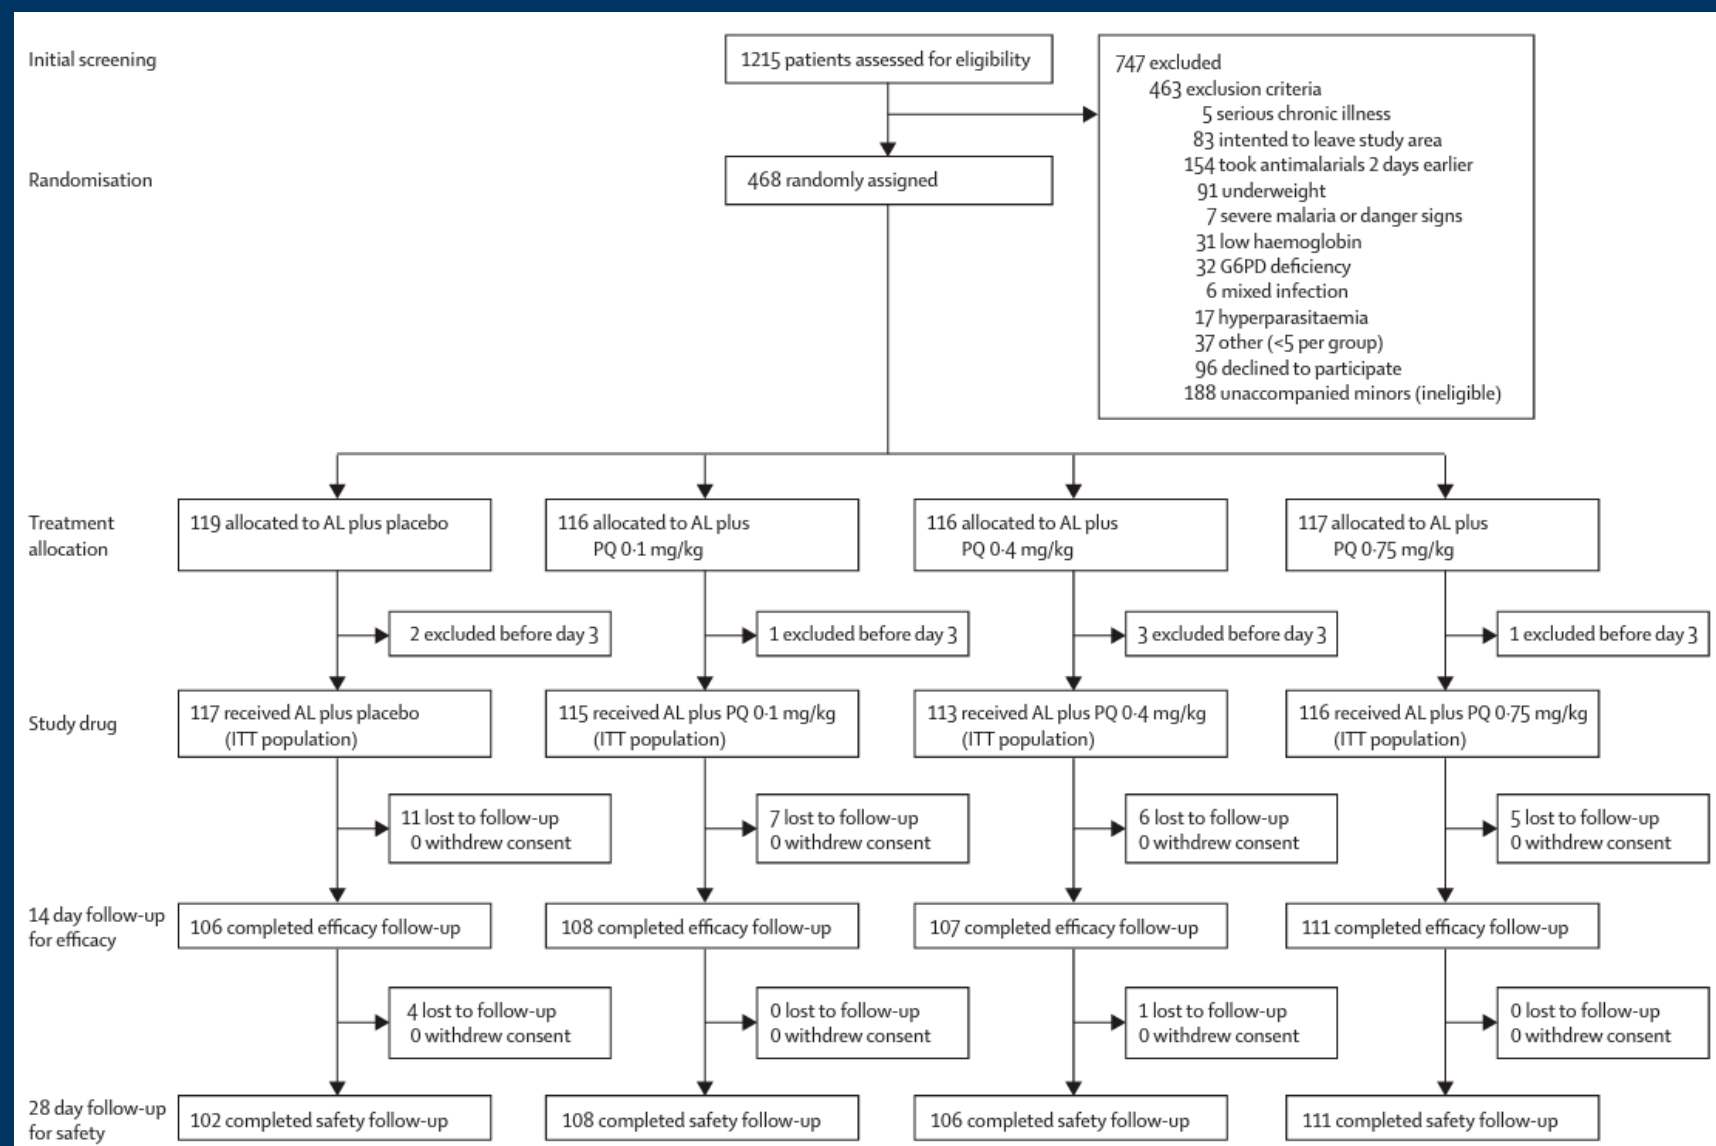 Initial screening
1215 patients assessed for eligibility
747 excluded
463 exclusion criteria
5 serious chronic illness
83 intented to leave study area
154 took antimalarials 2 days earlier
91 underweight
7 severe malaria or danger signs
31 low haemoglobin
32 G6PD deficiency
6 mixed infection
17 hyperparasitaemia
37 other (<5 per group)
96 declined to participate
188 unaccompanied minors (ineligible)
Randomisation
468 randomly assigned
Treatment
allocation
119 allocated to AL plus placebo
116 allocated to AL plus
PQ 0·1 mg/kg
116 allocated to AL plus
PQ 0·4 mg/kg
117 allocated to AL plus
PQ 0·75 mg/kg
2 excluded before day 3
1 excluded before day 3
3 excluded before day 3
1 excluded before day 3
Study drug
117 received AL plus placebo
(ITT population)
115 received AL plus PQ 0·1 mg/kg
(ITT population)
113 received AL plus PQ 0·4 mg/kg
(ITT population)
116 received AL plus PQ 0·75 mg/kg
(ITT population)
11 lost to follow-up
0 withdrew consent
7 lost to follow-up
0 withdrew consent
6 lost to follow-up
0 withdrew consent
5 lost to follow-up
0 withdrew consent
14 day follow-up
for efficacy
106 completed efficacy follow-up
108 completed efficacy follow-up
107 completed efficacy follow-up
111 completed efficacy follow-up
4 lost to follow-up
0 withdrew consent
0 lost to follow-up
0 withdrew consent
1 lost to follow-up
0 withdrew consent
0 lost to follow-up
0 withdrew consent
28 day follow-up
for safety
102 completed safety follow-up
108 completed safety follow-up
106 completed safety follow-up
111 completed safety follow-up